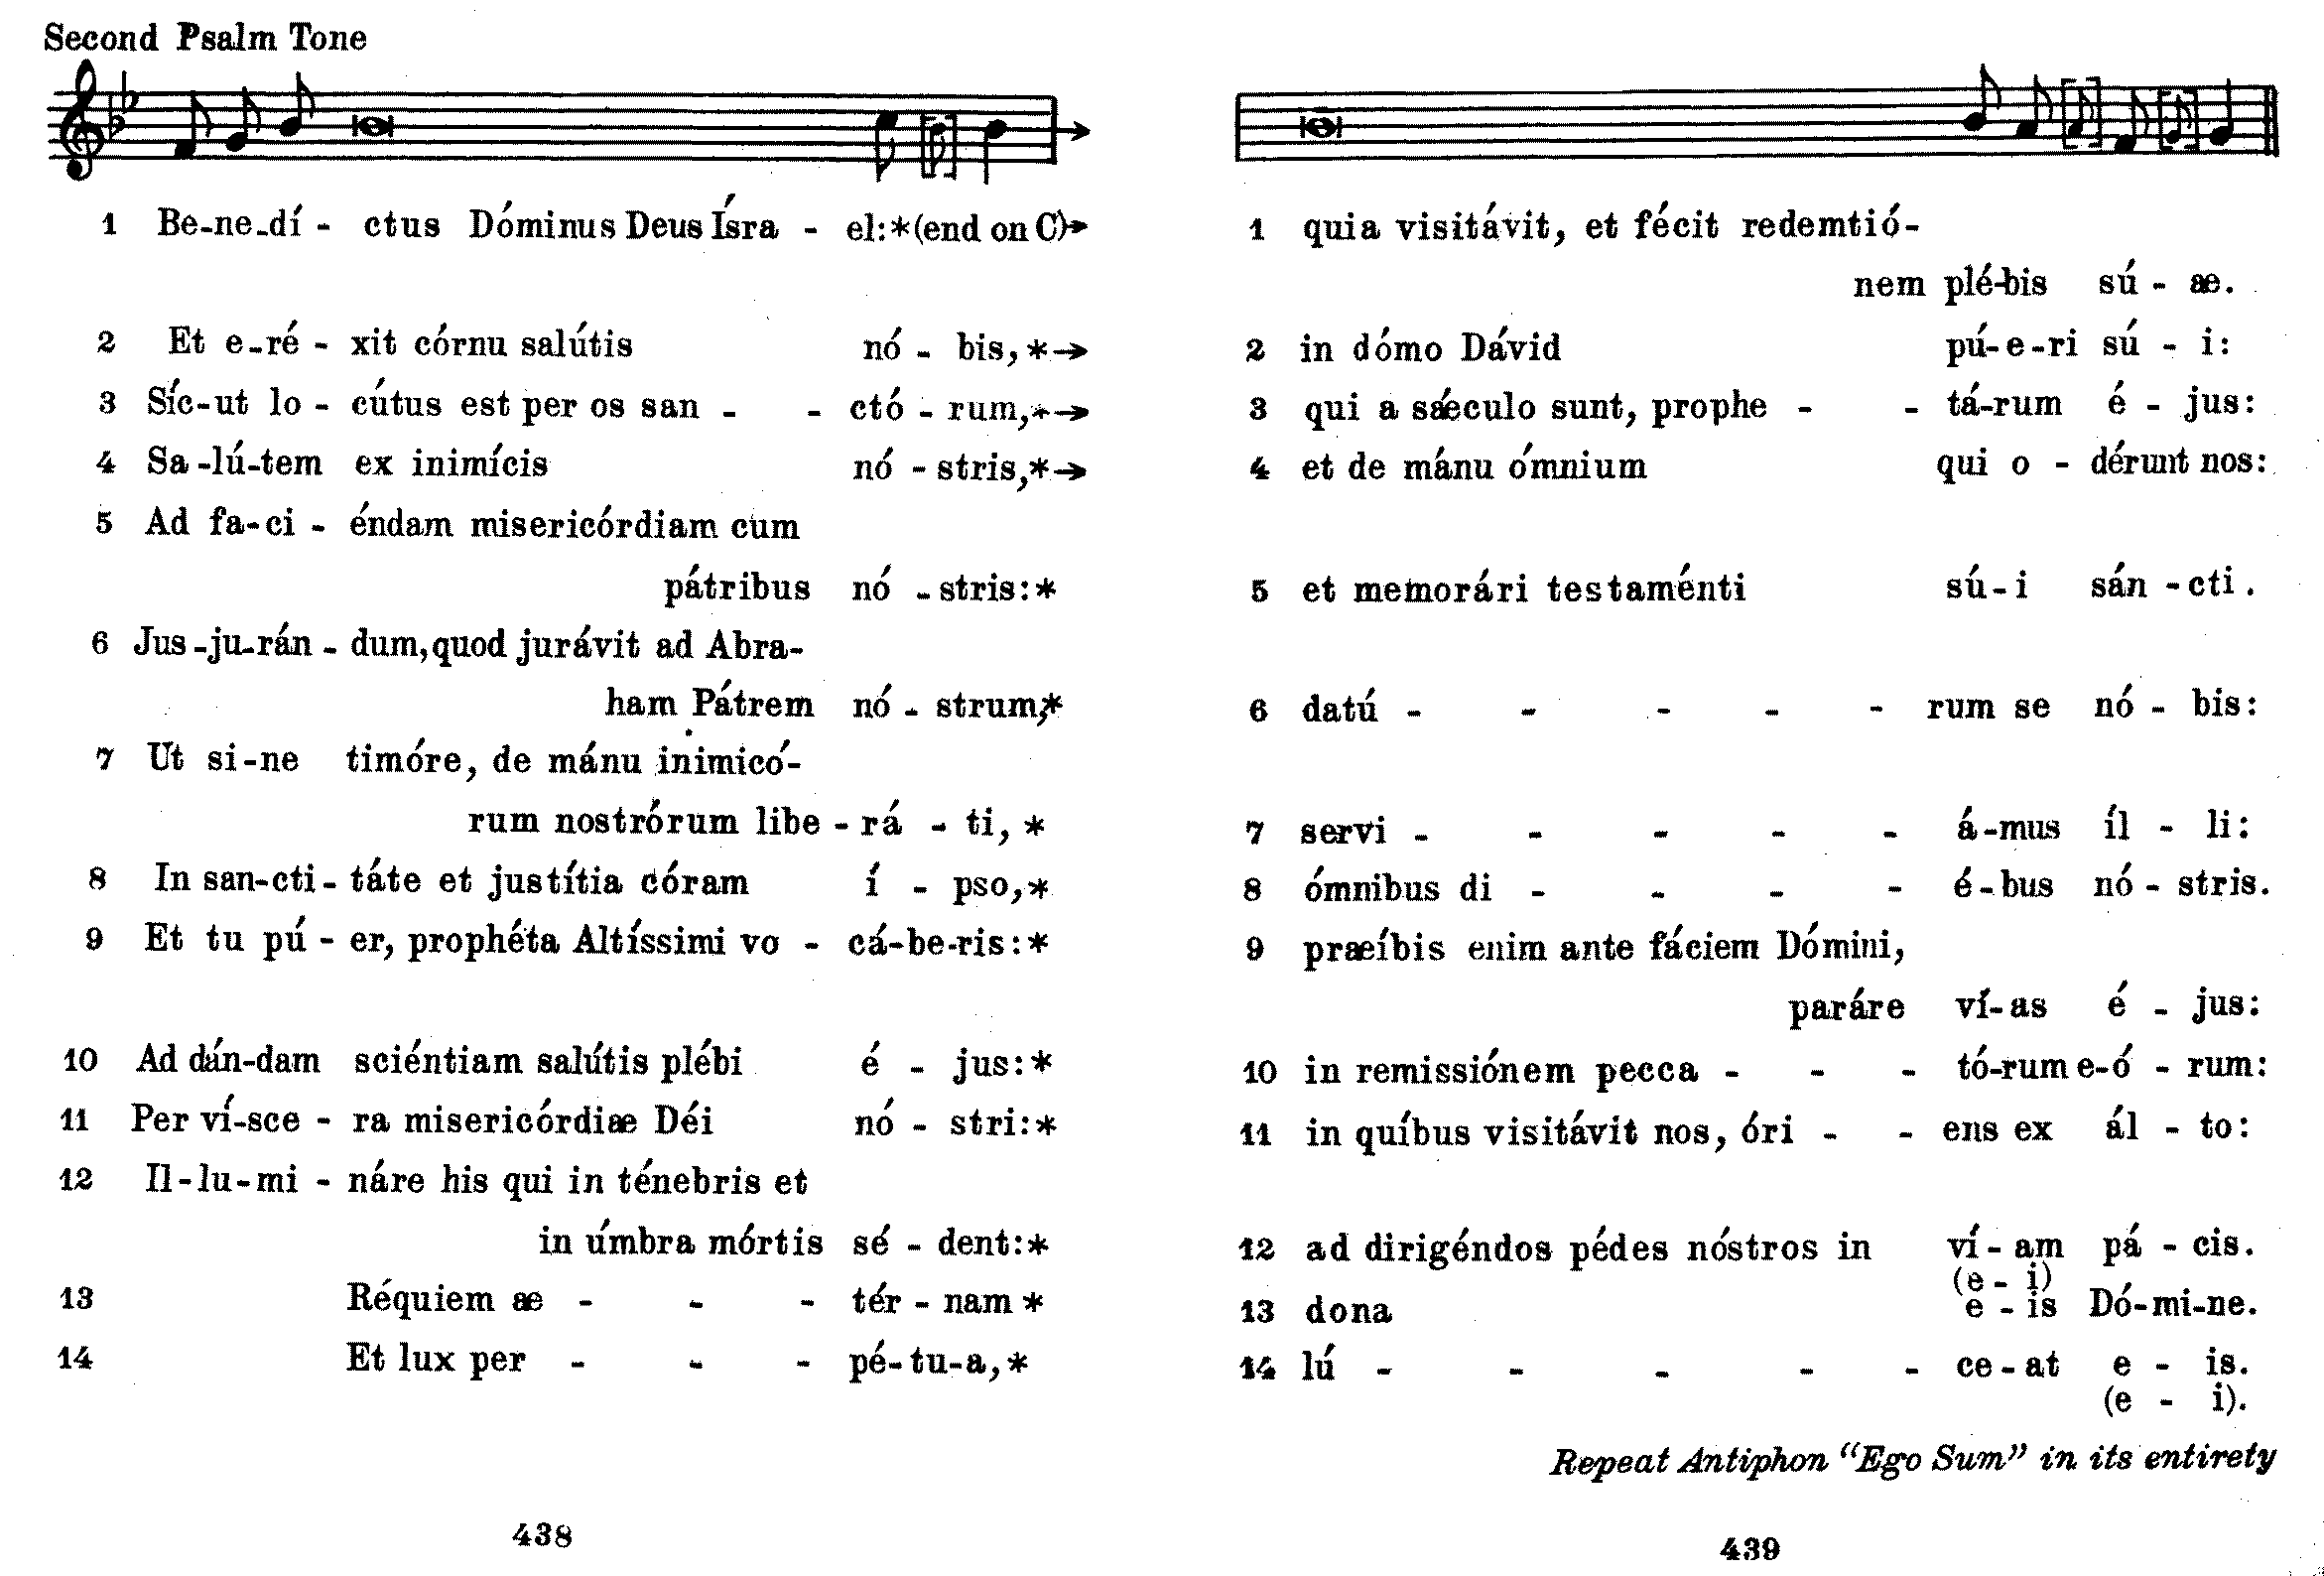 Second Psalm Tone
1 Be-ne-dí - ctus Dóminus Deus Ísra - el:*(end on C)→
2 Et e-ré - xit córnu salútis nó - bis,*→
3 Síc-ut lo - cútus est per os san - - ctó - rum,*→
4 Sa-lú-tem ex inimícis nó - stris,*→
5 Ad fa-ci - éndam misericórdiam cum
pátribus nó - stris:*
6 Jus-ju-rán - dum, quod jurávit ad Abra-
ham Pátrem nó - strum,*
7 Ut si-ne timóre, de mánu inimicó-
rum nostrórum libe - rá - ti, *
8 In san-cti - táte et justítia córam í - pso,*
9 Et tu pú - er, prophéta Altíssimi vo - cá-be-ris:*
10 Ad dán-dam sciéntiam salútis plébi é - jus:*
11 Per ví-sce - ra misericórdiæ Déi nó - stri:*
12 Il-lu-mi - náre his qui in ténebris et
in úmbra mórtis sé - dent:*
13 Réquiem æ - - - tér - nam *
14 Et lux per - - - pé-tu-a,*
438
1 quia visitávit, et fécit redemtió-
nem plé-bis sú - æ.
2 in dómo Dávid pú-e-ri sú - i:
3 qui a sǽculo sunt, prophe - - tá-rum é - jus:
4 et de mánu ómnium qui o - dérunt nos:
5 et memorári testaménti sú-i sán - cti.
6 datú - - - - - rum se nó - bis:
7 servi - - - - - á-mus íl - li:
8 ómnibus di - - - - é-bus nó - stris.
9 præíbis enim ante fáciem Dómini,
paráre ví-as é - jus:
10 in remissiónem pecca - - - tó-rum e-ó - rum:
11 in quíbus visitávit nos, óri - - ens ex ál - to:
12 ad dirigéndos pédes nóstros in ví - am pá - cis.
(e - i)
13 dona e - is Dó-mi-ne.
14 lú - - - - - ce-at e - is.
(e - i).
Repeat Antiphon “Ego Sum” in its entirety
439